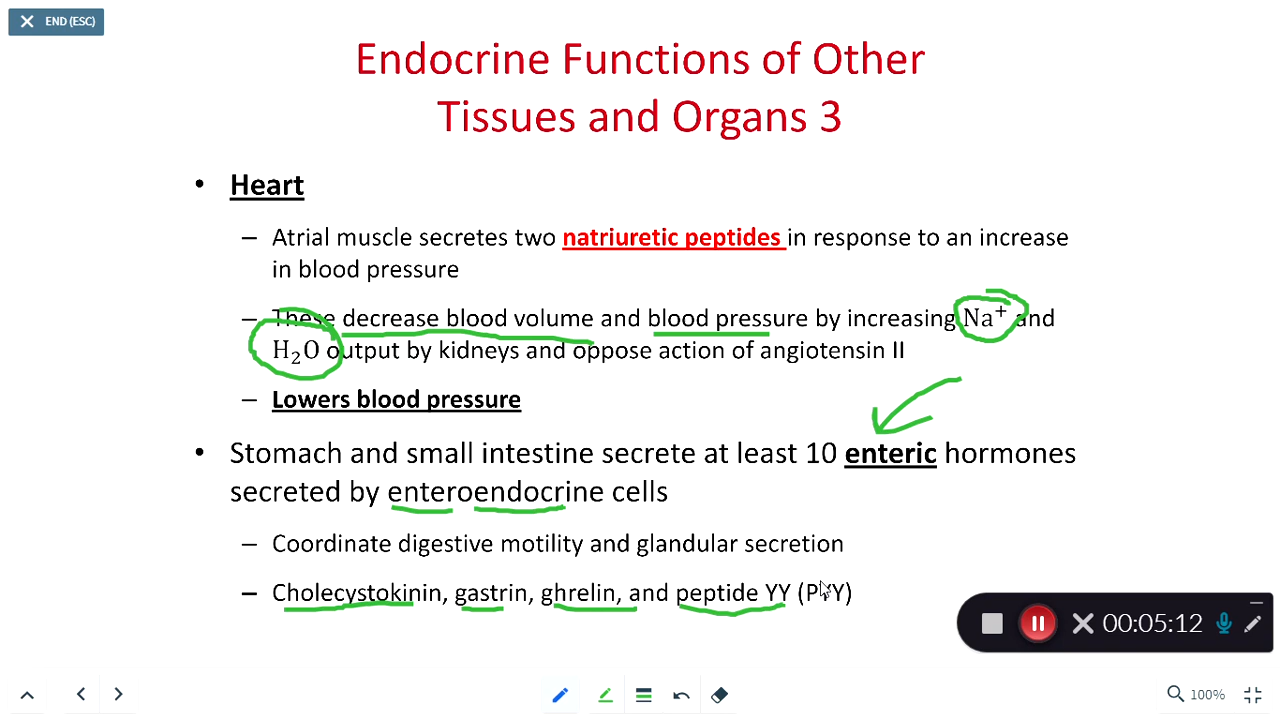 END (ESC)
Endocrine Functions of Other
Tissues and Organs 3
• Heart
– Atrial muscle secretes two natriuretic peptides in response to an increase
in blood pressure
– These decrease blood volume and blood pressure by increasing Na⁺ and
H₂O output by kidneys and oppose action of angiotensin II
– Lowers blood pressure
• Stomach and small intestine secrete at least 10 enteric hormones
secreted by enteroendocrine cells
– Coordinate digestive motility and glandular secretion
– Cholecystokinin, gastrin, ghrelin, and peptide YY (PYY)
00:05:12
100%